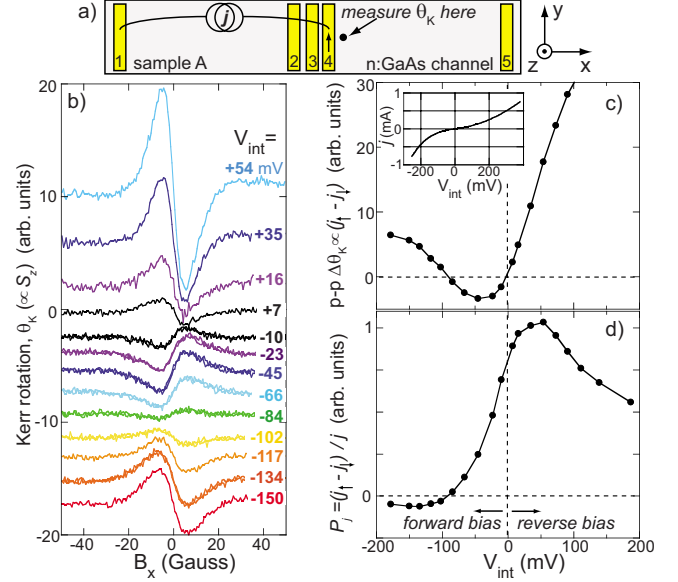 a)
j
measure θK here
1
sample A
2
3
4
n:GaAs channel
5
y
z
x
b)
Vint=
+54 mV
+35
+16
+7
-10
-23
-45
-66
-84
-102
-117
-134
-150
Kerr rotation, θK (∝ Sz) (arb. units)
20
10
0
-10
-20
-40
-20
0
20
40
Bx (Gauss)
c)
p-p ΔθK∝(j↑- j↓) (arb. units)
30
20
10
0
j (mA)
1
0
-1
-200
0
200
Vint (mV)
d)
Pj =(j↑- j↓) / j (arb. units)
1
0
forward bias
reverse bias
-200
-100
0
100
200
Vint (mV)